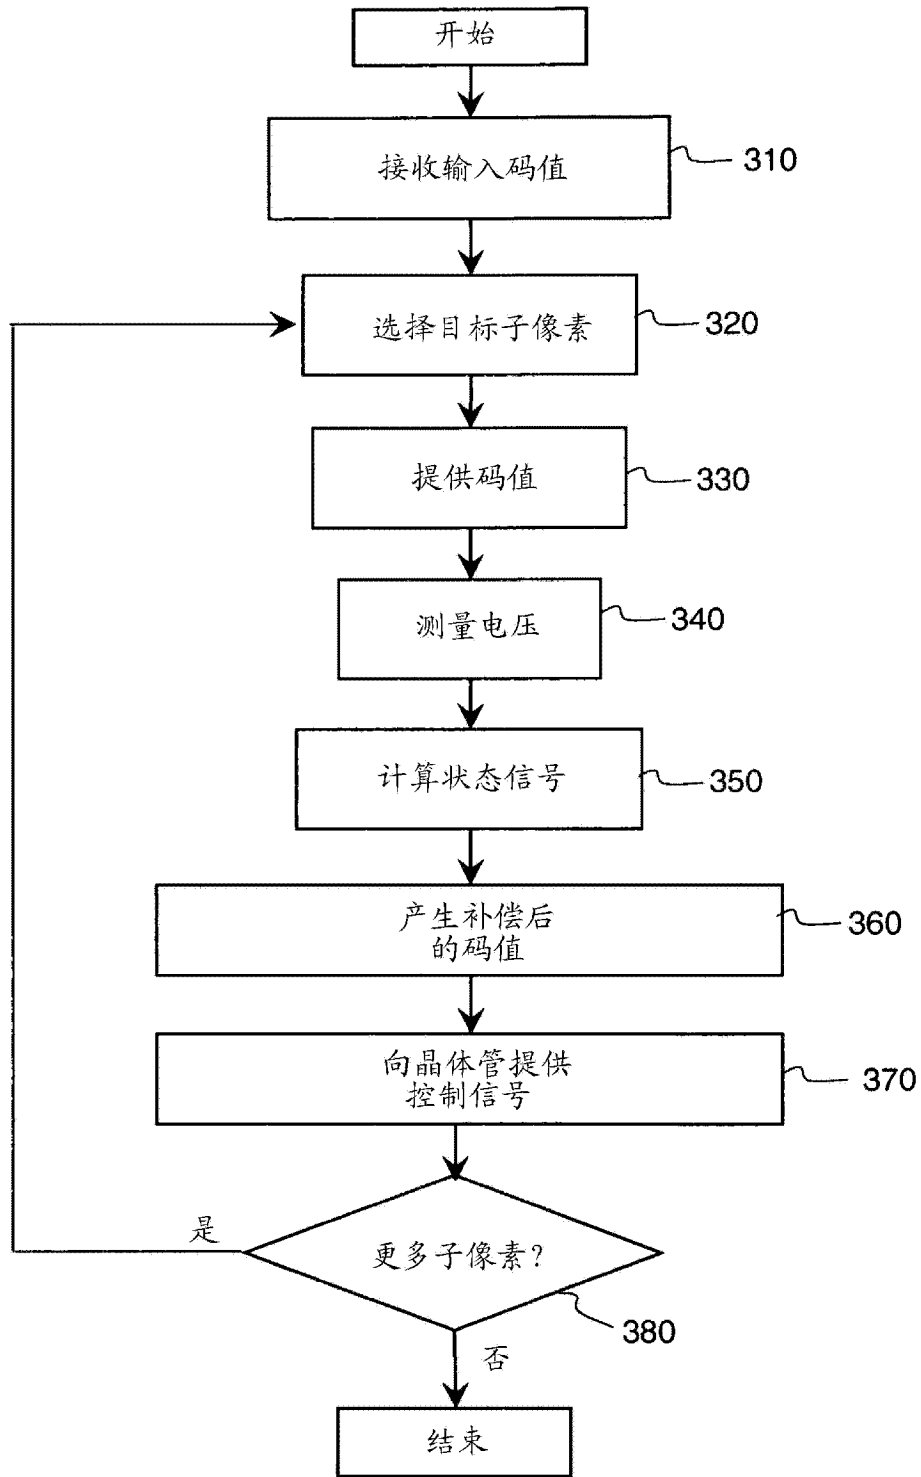 开始
接收输入码值
310
选择目标子像素
320
提供码值
330
测量电压
340
计算状态信号
350
产生补偿后
的码值
360
向晶体管提供
控制信号
370
是
更多子像素?
380
否
结束